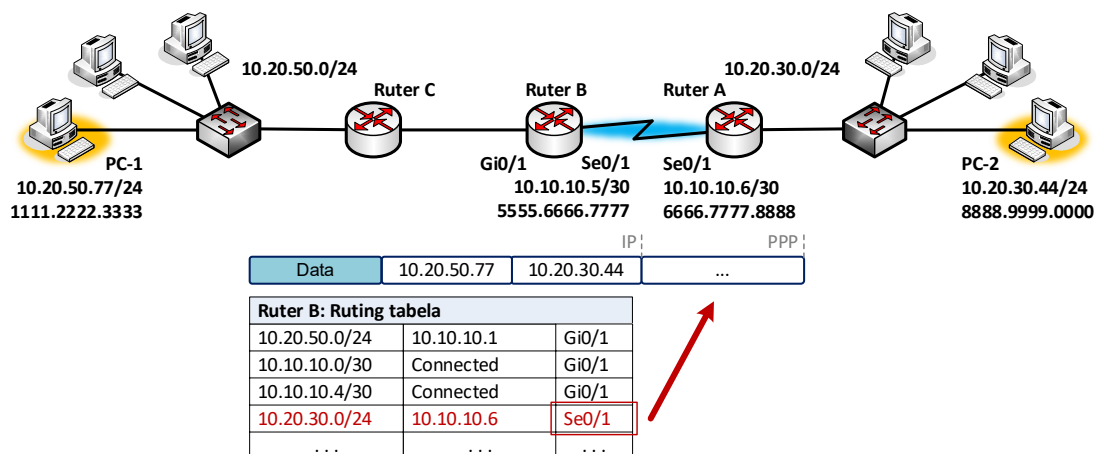 10.20.50.0/24
10.20.30.0/24
Ruter C
Ruter B
Ruter A
PC-1
10.20.50.77/24
1111.2222.3333
Gi0/1
Se0/1
10.10.10.5/30
5555.6666.7777
Se0/1
10.10.10.6/30
6666.7777.8888
PC-2
10.20.30.44/24
8888.9999.0000
IP
PPP
Data 10.20.50.77 10.20.30.44 ...
Ruter B: Ruting tabela
10.20.50.0/24 10.10.10.1 Gi0/1
10.10.10.0/30 Connected Gi0/1
10.10.10.4/30 Connected Gi0/1
10.20.30.0/24 10.10.10.6 Se0/1
. . . . . . . . .